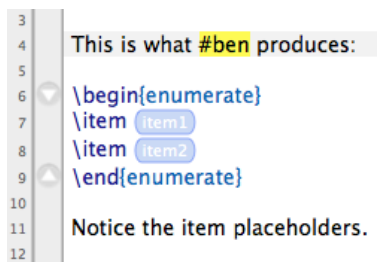 3
4 This is what #ben produces:
5
6 \begin{enumerate}
7 \item item1
8 \item item2
9 \end{enumerate}
10
11 Notice the item placeholders.
12